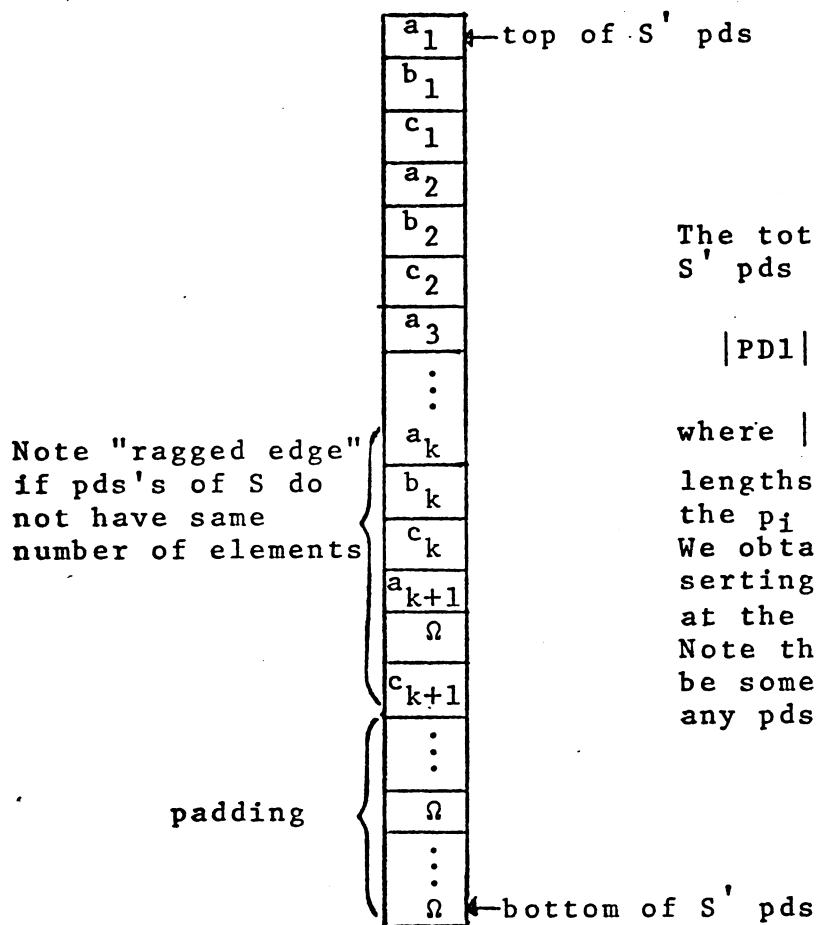 a1
←top of S' pds
b1
c1
a2
b2
c2
a3
⋮
ak
bk
ck
ak+1
Ω
ck+1
⋮
Ω
⋮
Ω
←bottom of S' pds
Note "ragged edge"
if pds's of S do
not have same
number of elements
padding
The tot
S' pds
|PD1|
where |
lengths
the pi
We obta
serting
at the
Note th
be some
any pds